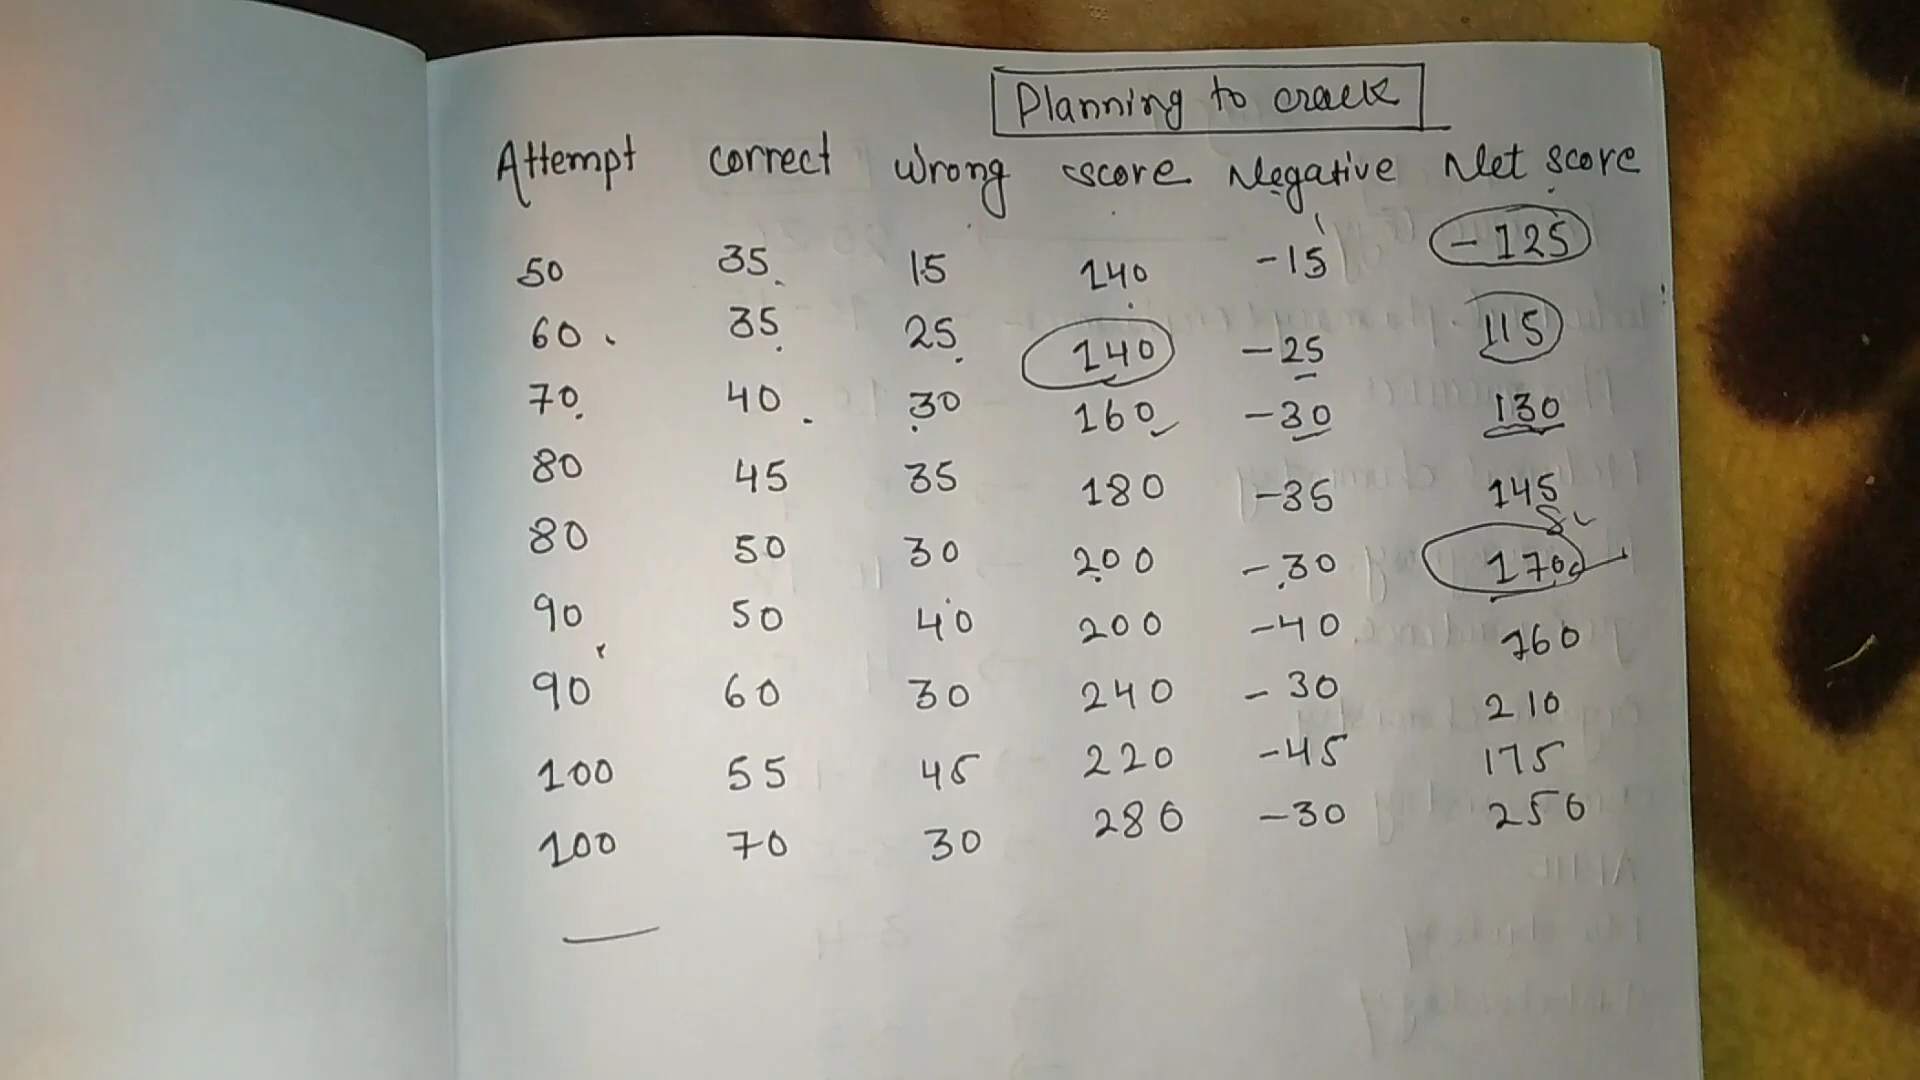 Planning to crack
Attempt correct wrong score Negative Net score
50 35 15 140 -15 -125
60 35 25 140 -25 115
70 40 30 160 -30 130
80 45 35 180 -35 145
80 50 30 200 -30 170
90 50 40 200 -40 160
90 60 30 240 -30 210
100 55 45 220 -45 175
100 70 30 280 -30 250